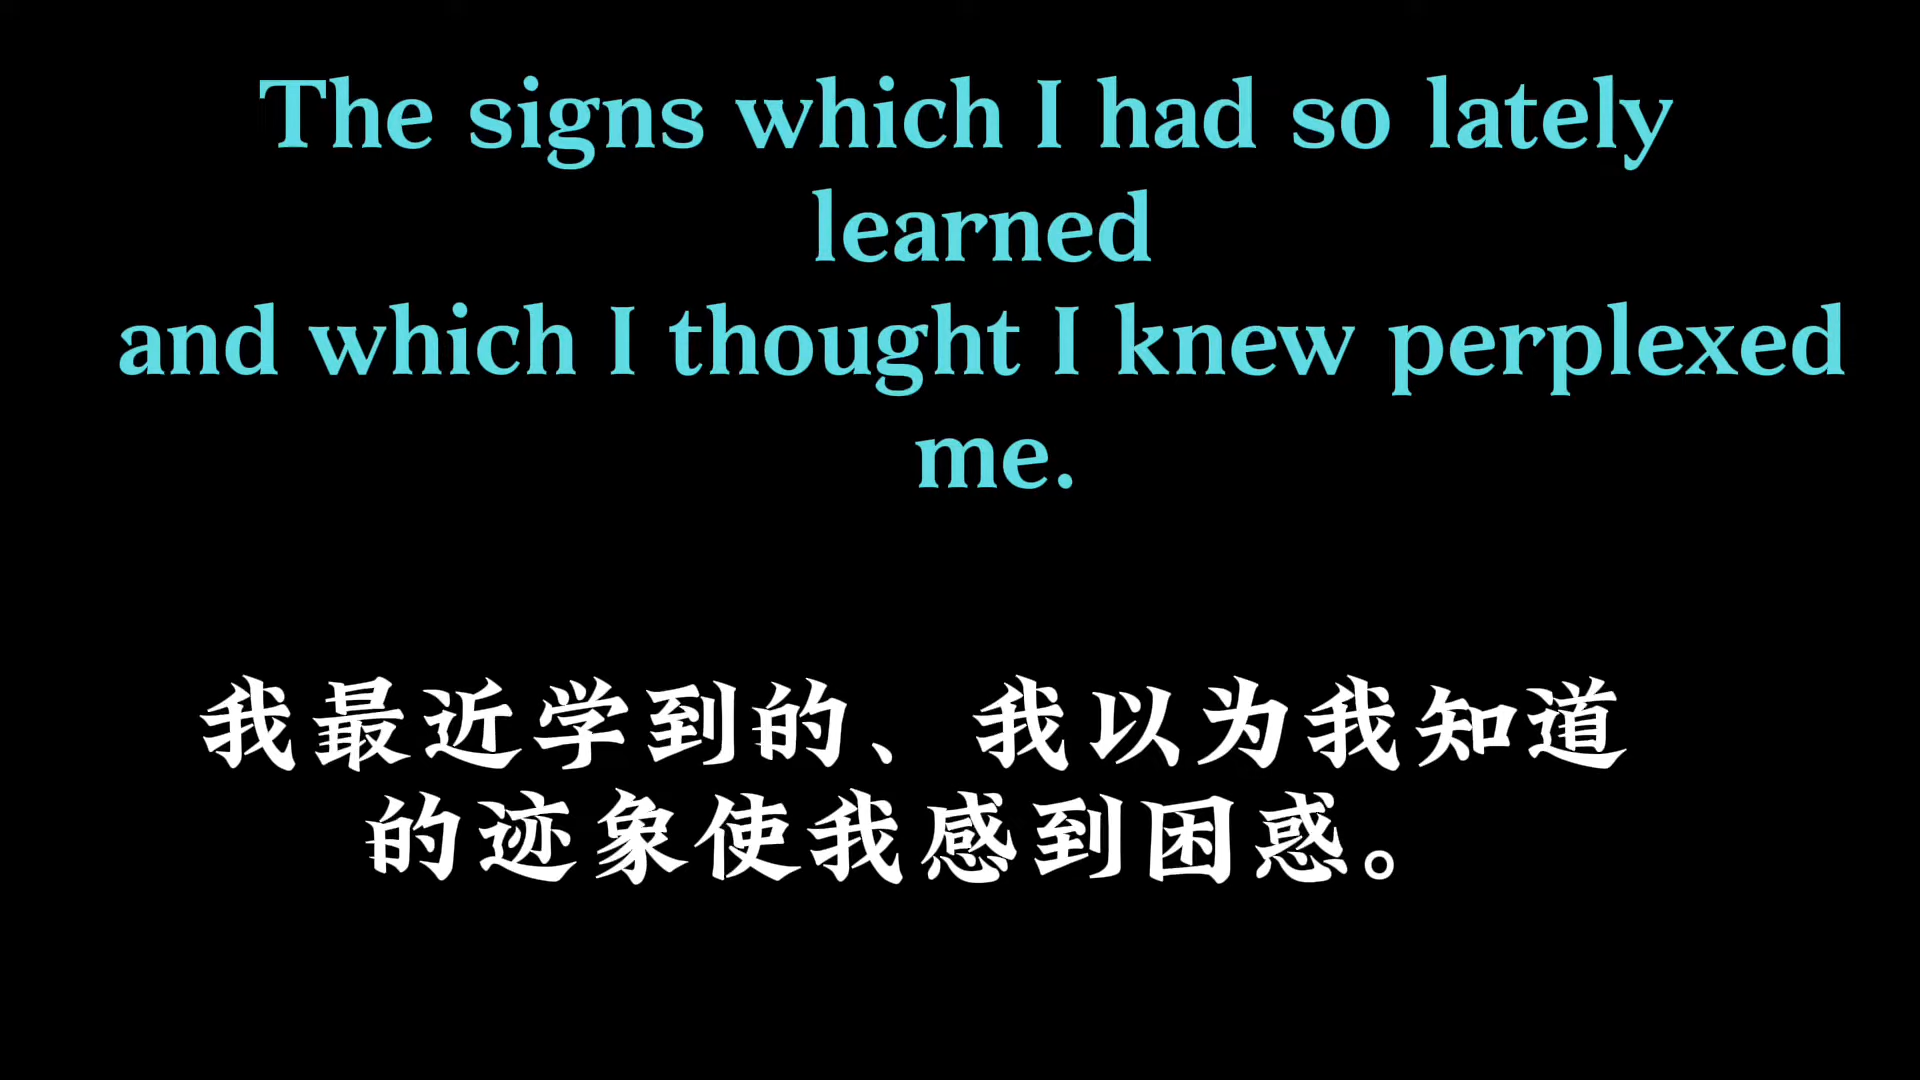 The signs which I had so lately
learned
and which I thought I knew perplexed
me.
我最近学到的、我以为我知道
的迹象使我感到困惑。